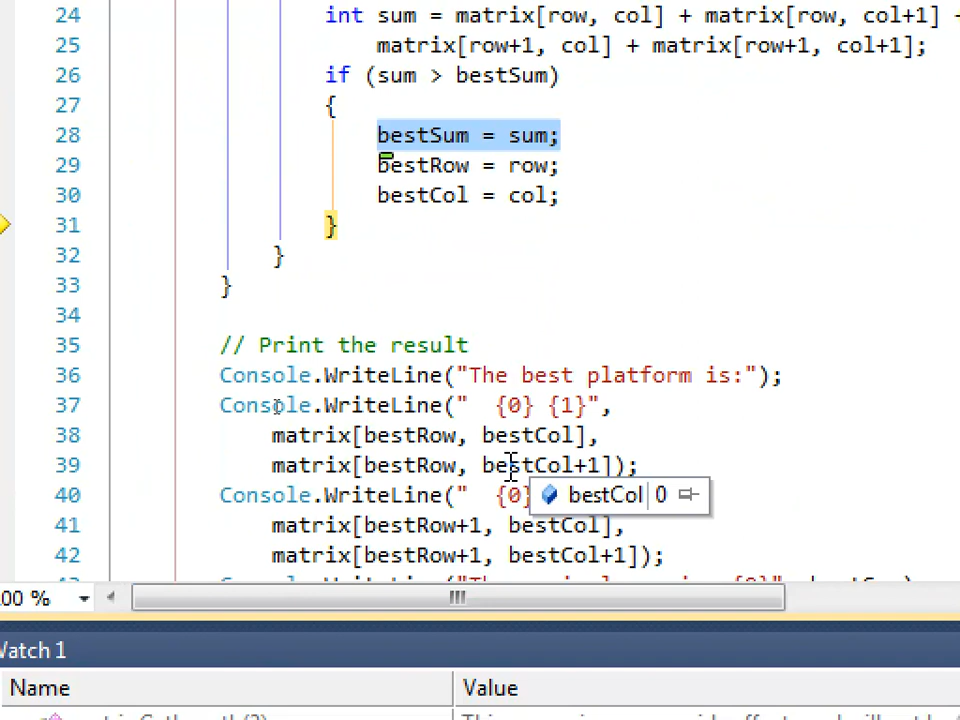 24 int sum = matrix[row, col] + matrix[row, col+1] +
25 matrix[row+1, col] + matrix[row+1, col+1];
26 if (sum > bestSum)
27 {
28 bestSum = sum;
29 bestRow = row;
30 bestCol = col;
31 }
32 }
33 }
34
35 // Print the result
36 Console.WriteLine("The best platform is:");
37 Console.WriteLine("  {0} {1}",
38 matrix[bestRow, bestCol],
39 matrix[bestRow, bestCol+1]);
40 Console.WriteLine("  {0}
bestCol 0
41 matrix[bestRow+1, bestCol],
42 matrix[bestRow+1, bestCol+1]);
00 %
Watch 1
Name Value